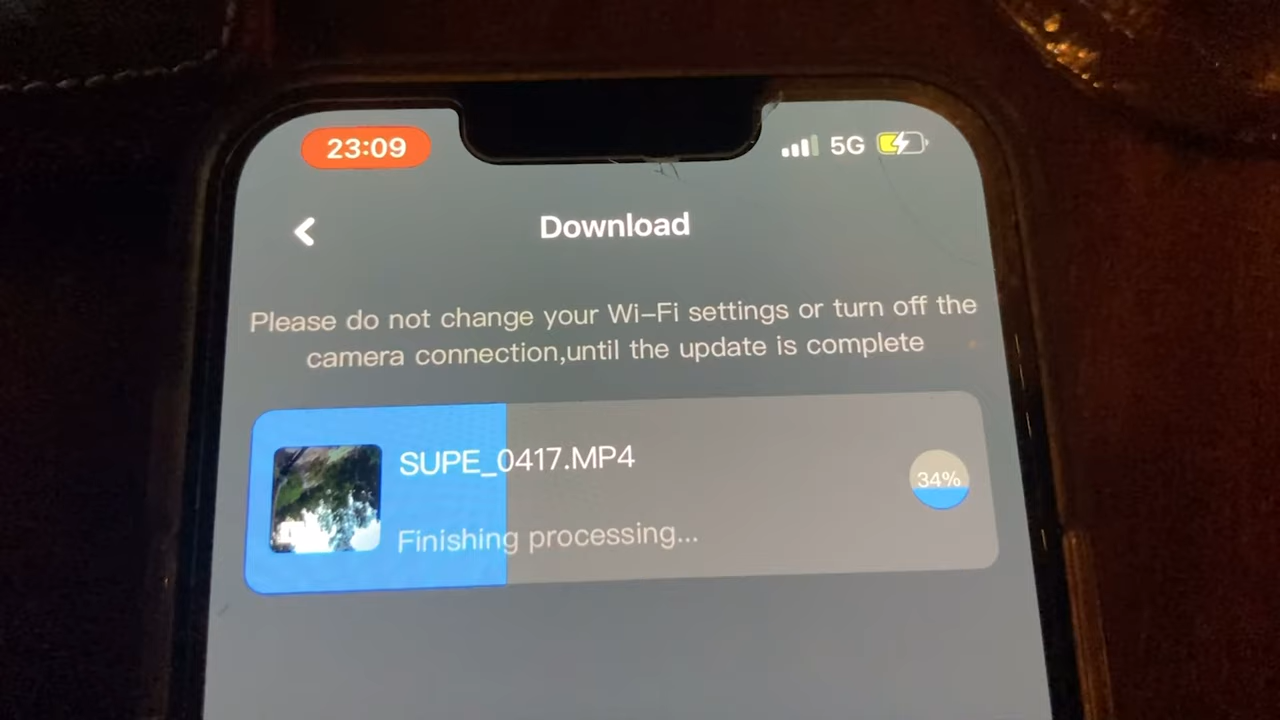 23:09
5G
Download
Please do not change your Wi-Fi settings or turn off the
camera connection,until the update is complete
SUPE_0417.MP4
34%
Finishing processing...